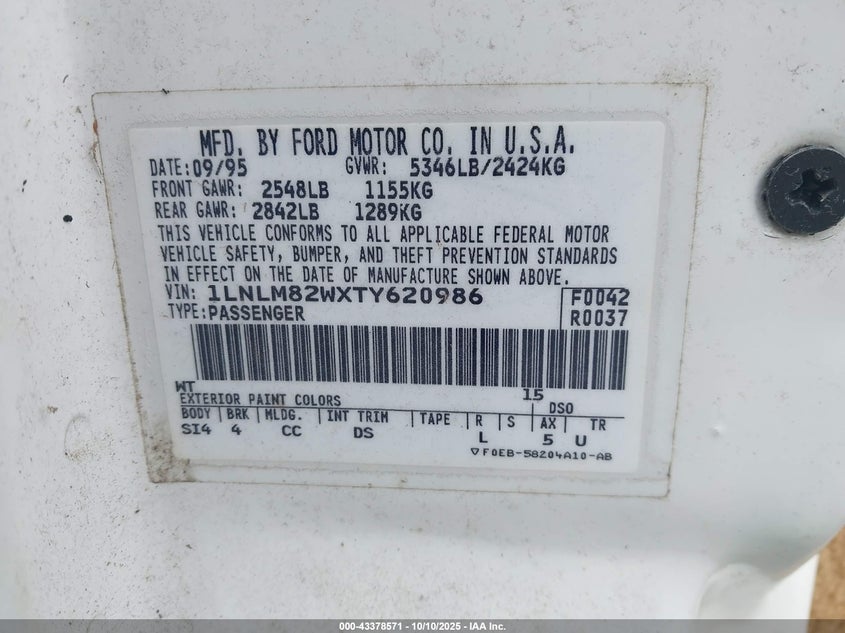 MFD. BY FORD MOTOR CO. IN U.S.A.
DATE: 09/95 GVWR: 5346LB/2424KG
FRONT GAWR: 2548LB 1155KG
REAR GAWR: 2842LB 1289KG
THIS VEHICLE CONFORMS TO ALL APPLICABLE FEDERAL MOTOR
VEHICLE SAFETY, BUMPER, AND THEFT PREVENTION STANDARDS
IN EFFECT ON THE DATE OF MANUFACTURE SHOWN ABOVE.
VIN: 1LNLM82WXTY620986 F0042
TYPE: PASSENGER R0037
WT 15
EXTERIOR PAINT COLORS DSO
BODY BRK MLDG. INT TRIM TAPE R S AX TR
SI4 4 CC DS L 5 U
F0EB-58204A10-AB
000-43378571 - 10/10/2025 - IAA Inc.